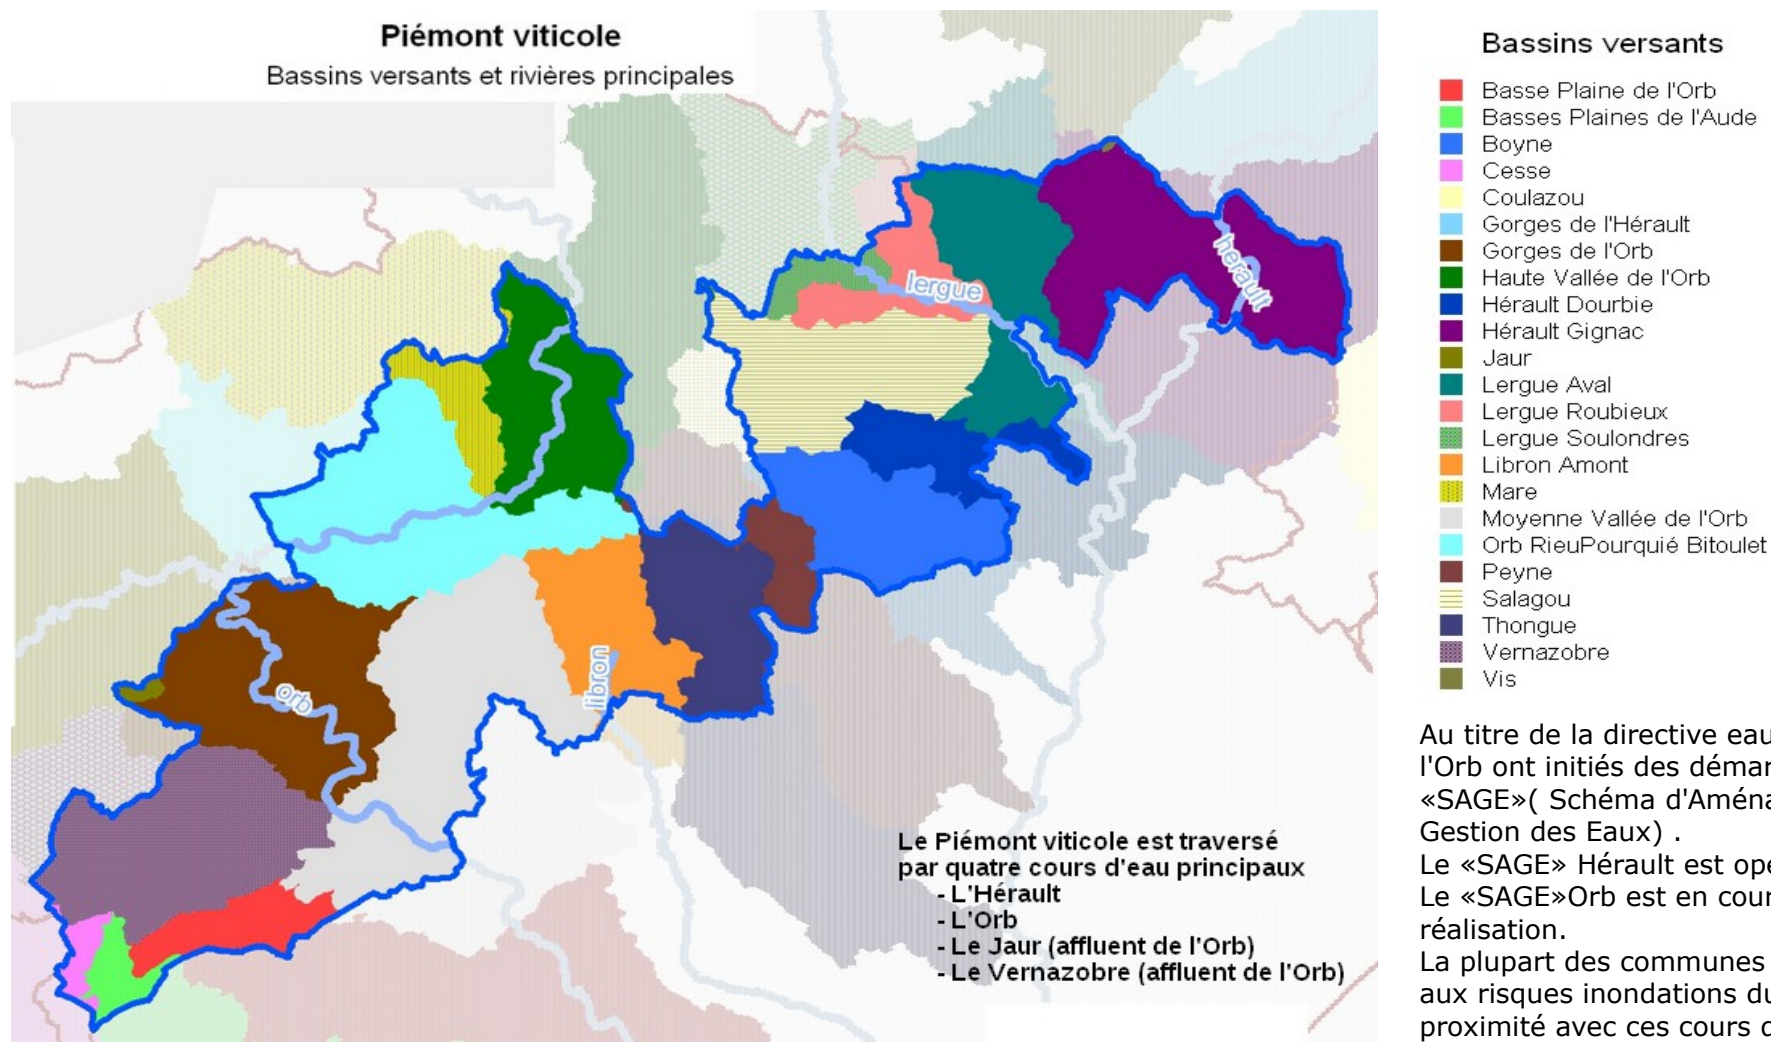 Piémont viticole
Bassins versants et rivières principales
lergue
herault
libron
orb
Le Piémont viticole est traversé
par quatre cours d'eau principaux
- L'Hérault
- L'Orb
- Le Jaur (affluent de l'Orb)
- Le Vernazobre (affluent de l'Orb)
Bassins versants
Basse Plaine de l'Orb
Basses Plaines de l'Aude
Boyne
Cesse
Coulazou
Gorges de l'Hérault
Gorges de l'Orb
Haute Vallée de l'Orb
Hérault Dourbie
Hérault Gignac
Jaur
Lergue Aval
Lergue Roubieux
Lergue Soulondres
Libron Amont
Mare
Moyenne Vallée de l'Orb
Orb RieuPourquié Bitoulet
Peyne
Salagou
Thongue
Vernazobre
Vis
Au titre de la directive eau
l'Orb ont initiés des
«SAGE»( Schéma
Gestion des Eaux) .
Le «SAGE» Hérault est
Le «SAGE»Orb est en
réalisation.
La plupart des communes
aux risques inondations
proximité avec ces cours